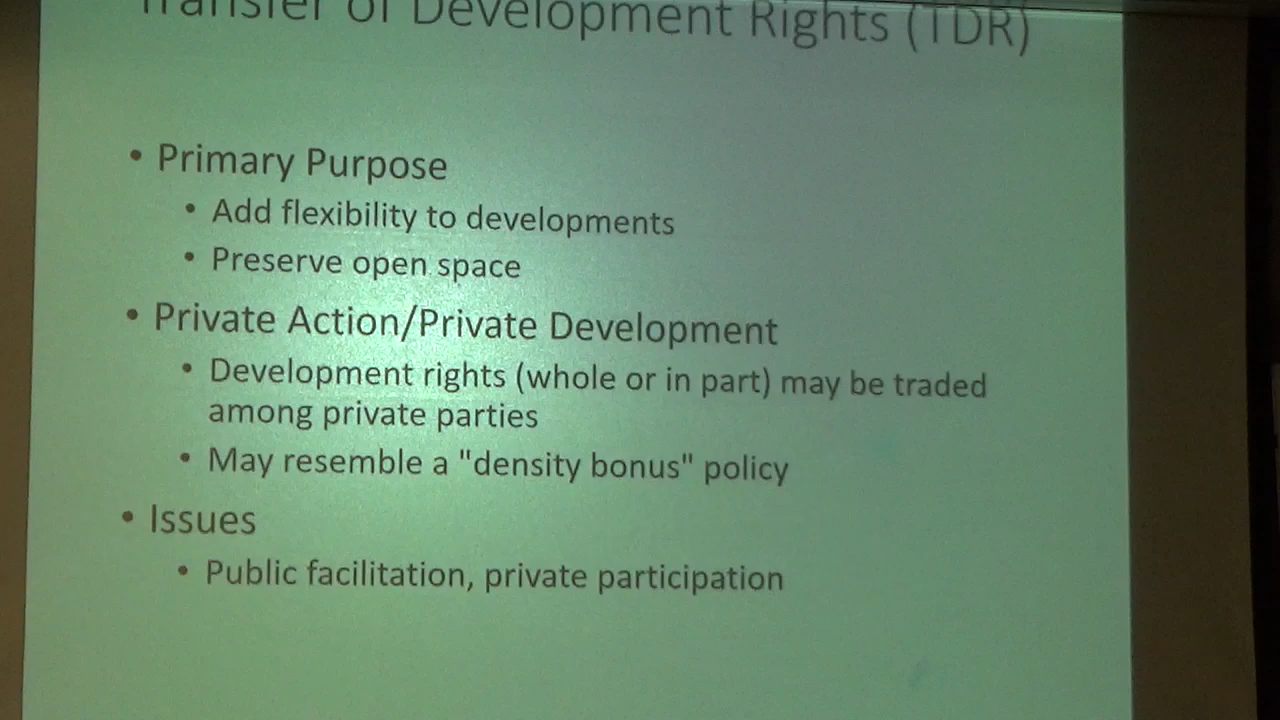 Transfer of Development Rights (TDR)
• Primary Purpose
• Add flexibility to developments
• Preserve open space
• Private Action/Private Development
• Development rights (whole or in part) may be traded
among private parties
• May resemble a "density bonus" policy
• Issues
• Public facilitation, private participation